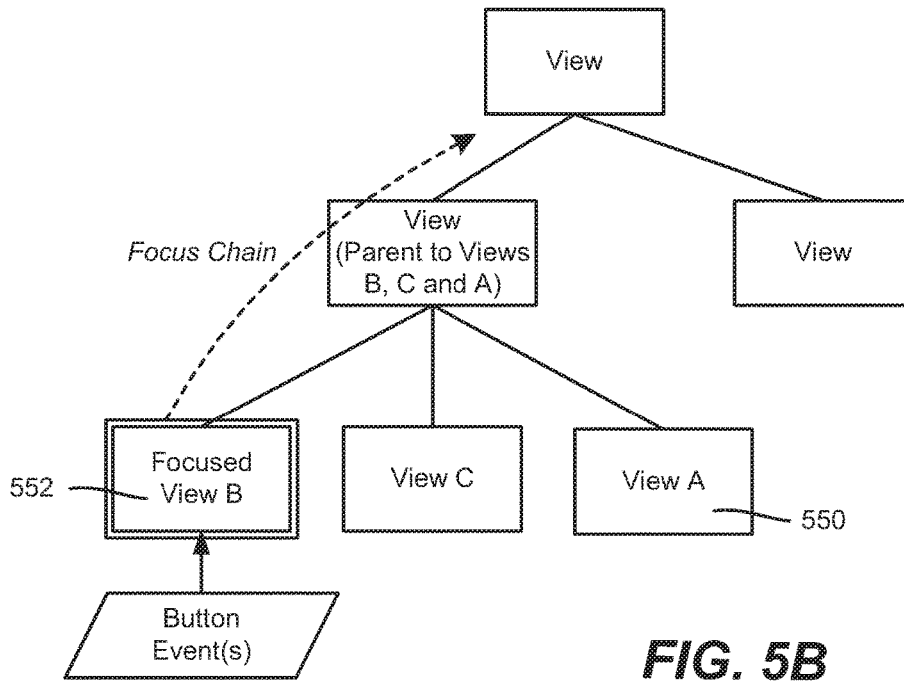 View
Focus Chain
View
(Parent to Views
B, C and A)
View
552
Focused
View B
View C
View A
550
Button
Event(s)
FIG. 5B